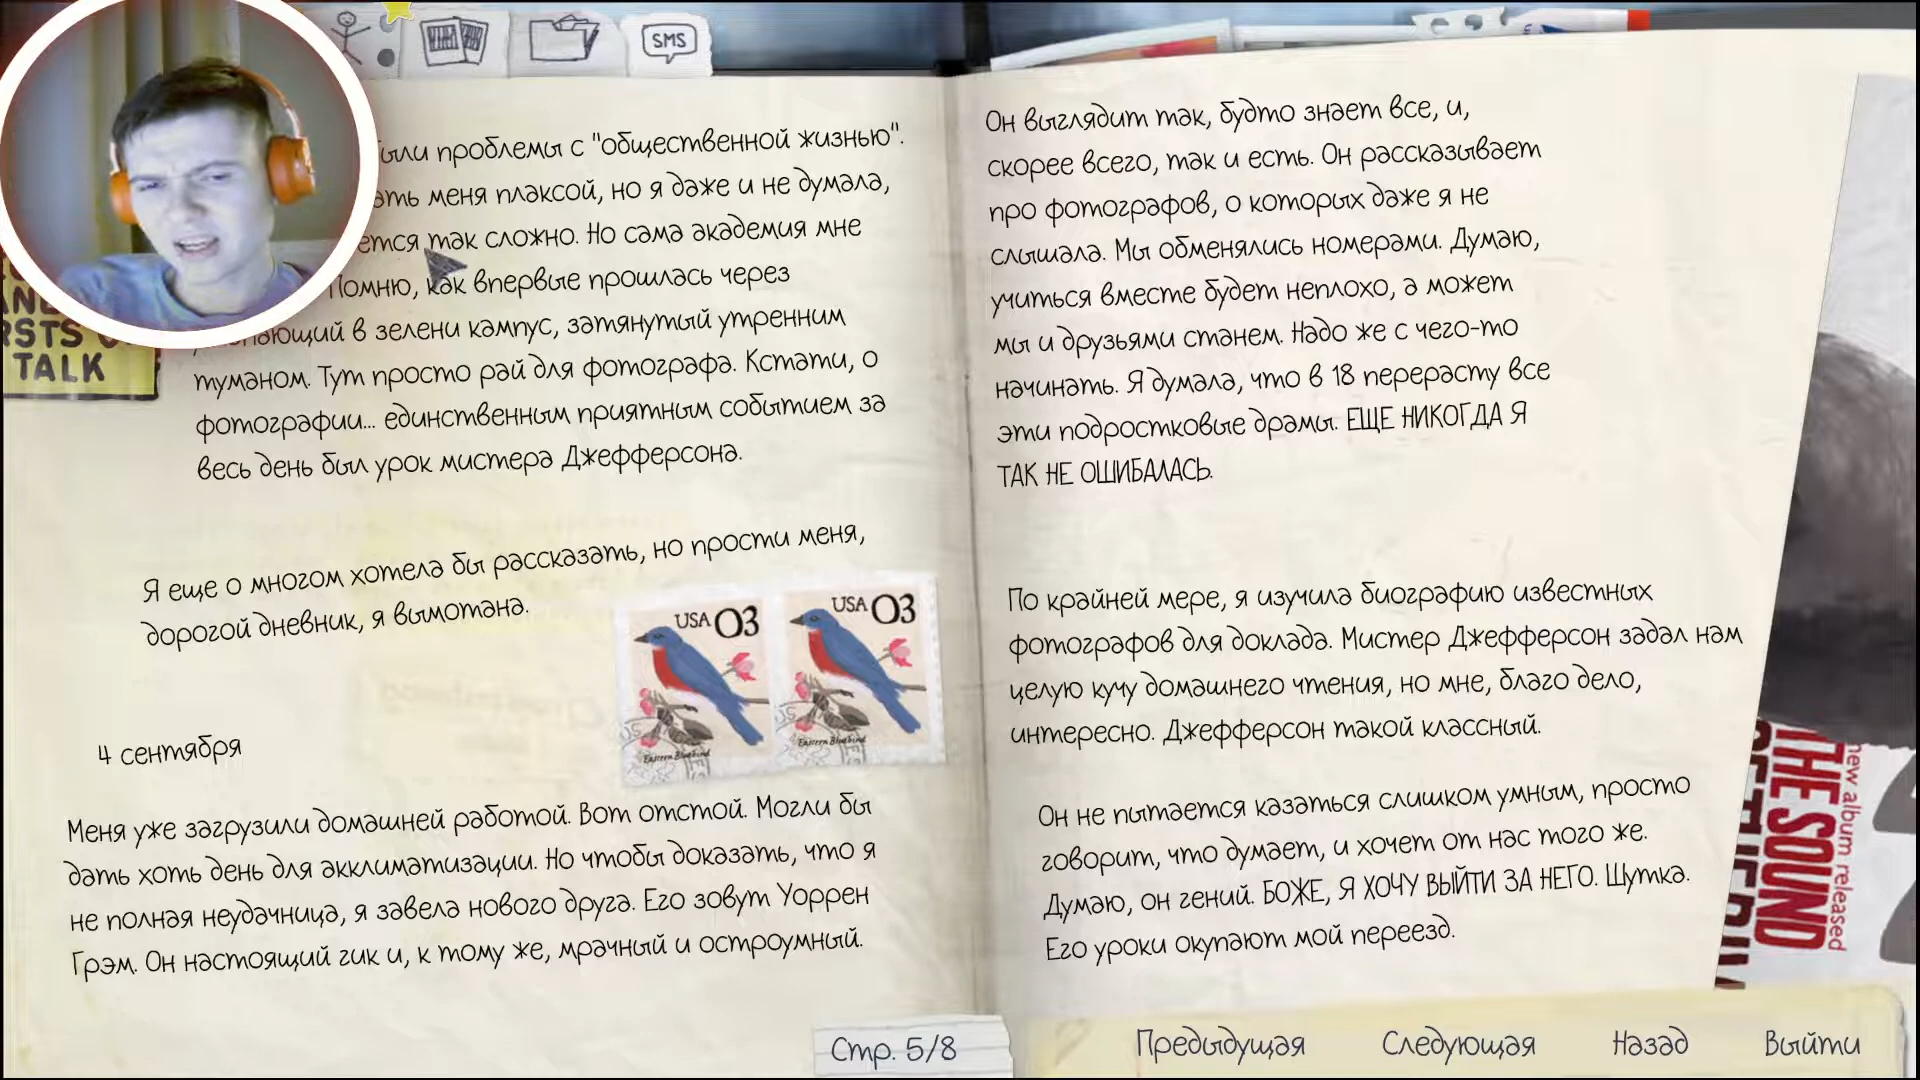 SMS
были проблемы с "общественной жизнью".
меня плаксой, но я даже и не думала,
так сложно. Но сама академия мне
Помню, как впервые прошлась через
в зелени кампус, затянутый утренним
туманом. Тут просто рай для фотографа. Кстати, о
фотографии... единственным приятным событием за
весь день был урок мистера Джефферсона.
Я еще о многом хотела бы рассказать, но прости меня,
дорогой дневник, я вымотана.
USA 03
USA 03
Eastern Bluebird
Eastern Bluebird
4 сентября
Меня уже загрузили домашней работой. Вот отстой. Могли бы
дать хоть день для акклиматизации. Но чтобы доказать, что я
не полная неудачница, я завела нового друга. Его зовут Уоррен
Грэм. Он настоящий гик и, к тому же, мрачный и остроумный.
Он выглядит так, будто знает все, и,
скорее всего, так и есть. Он рассказывает
про фотографов, о которых даже я не
слышала. Мы обменялись номерами. Думаю,
учиться вместе будет неплохо, а может
мы и друзьями станем. Надо же с чего-то
начинать. Я думала, что в 18 перерасту все
эти подростковые драмы. ЕЩЕ НИКОГДА Я
ТАК НЕ ОШИБАЛАСЬ.
По крайней мере, я изучила биографию известных
фотографов для доклада. Мистер Джефферсон задал нам
целую кучу домашнего чтения, но мне, благо дело,
интересно. Джефферсон такой классный.
Он не пытается казаться слишком умным, просто
говорит, что думает, и хочет от нас того же.
Думаю, он гений. БОЖЕ, Я ХОЧУ ВЫЙТИ ЗА НЕГО. Шутка.
Его уроки окупают мой переезд.
TALK
new album released
THE SOUND
Стр. 5/8
Предыдущая
Следующая
Назад
Выйти